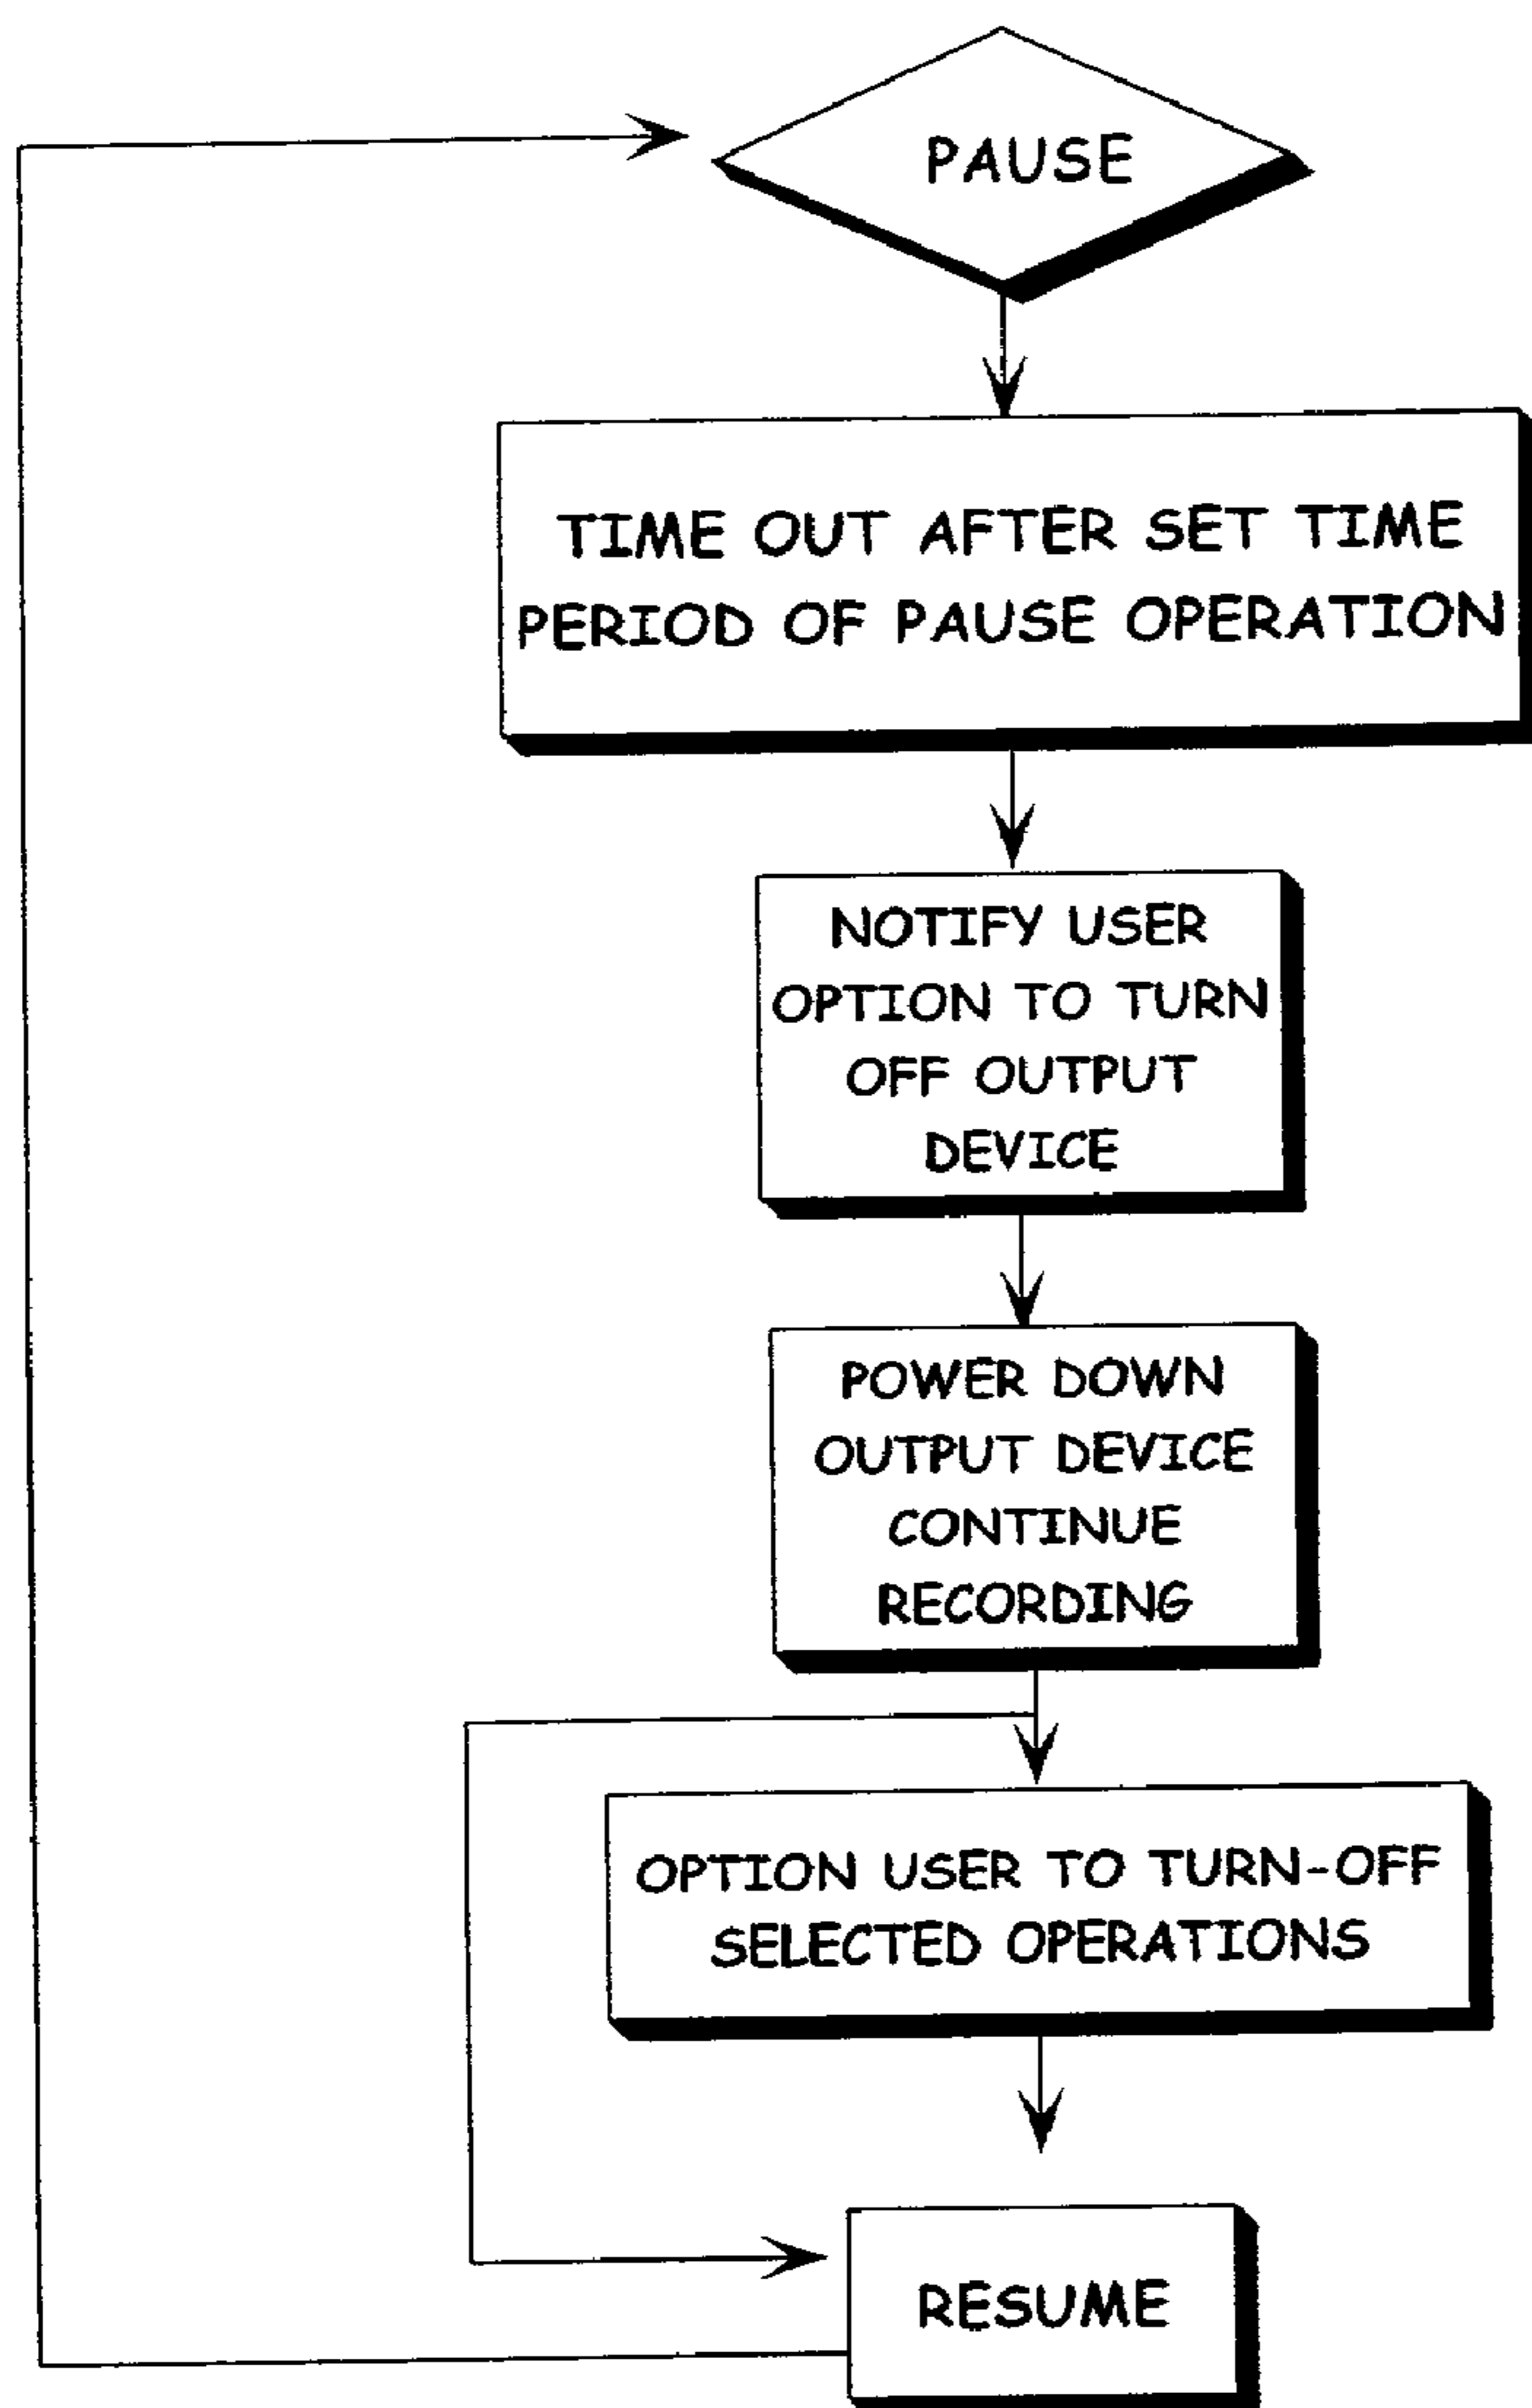 PAUSE
TIME OUT AFTER SET TIME
PERIOD OF PAUSE OPERATION
NOTIFY USER
OPTION TO TURN
OFF OUTPUT
DEVICE
POWER DOWN
OUTPUT DEVICE
CONTINUE
RECORDING
OPTION USER TO TURN-OFF
SELECTED OPERATIONS
RESUME